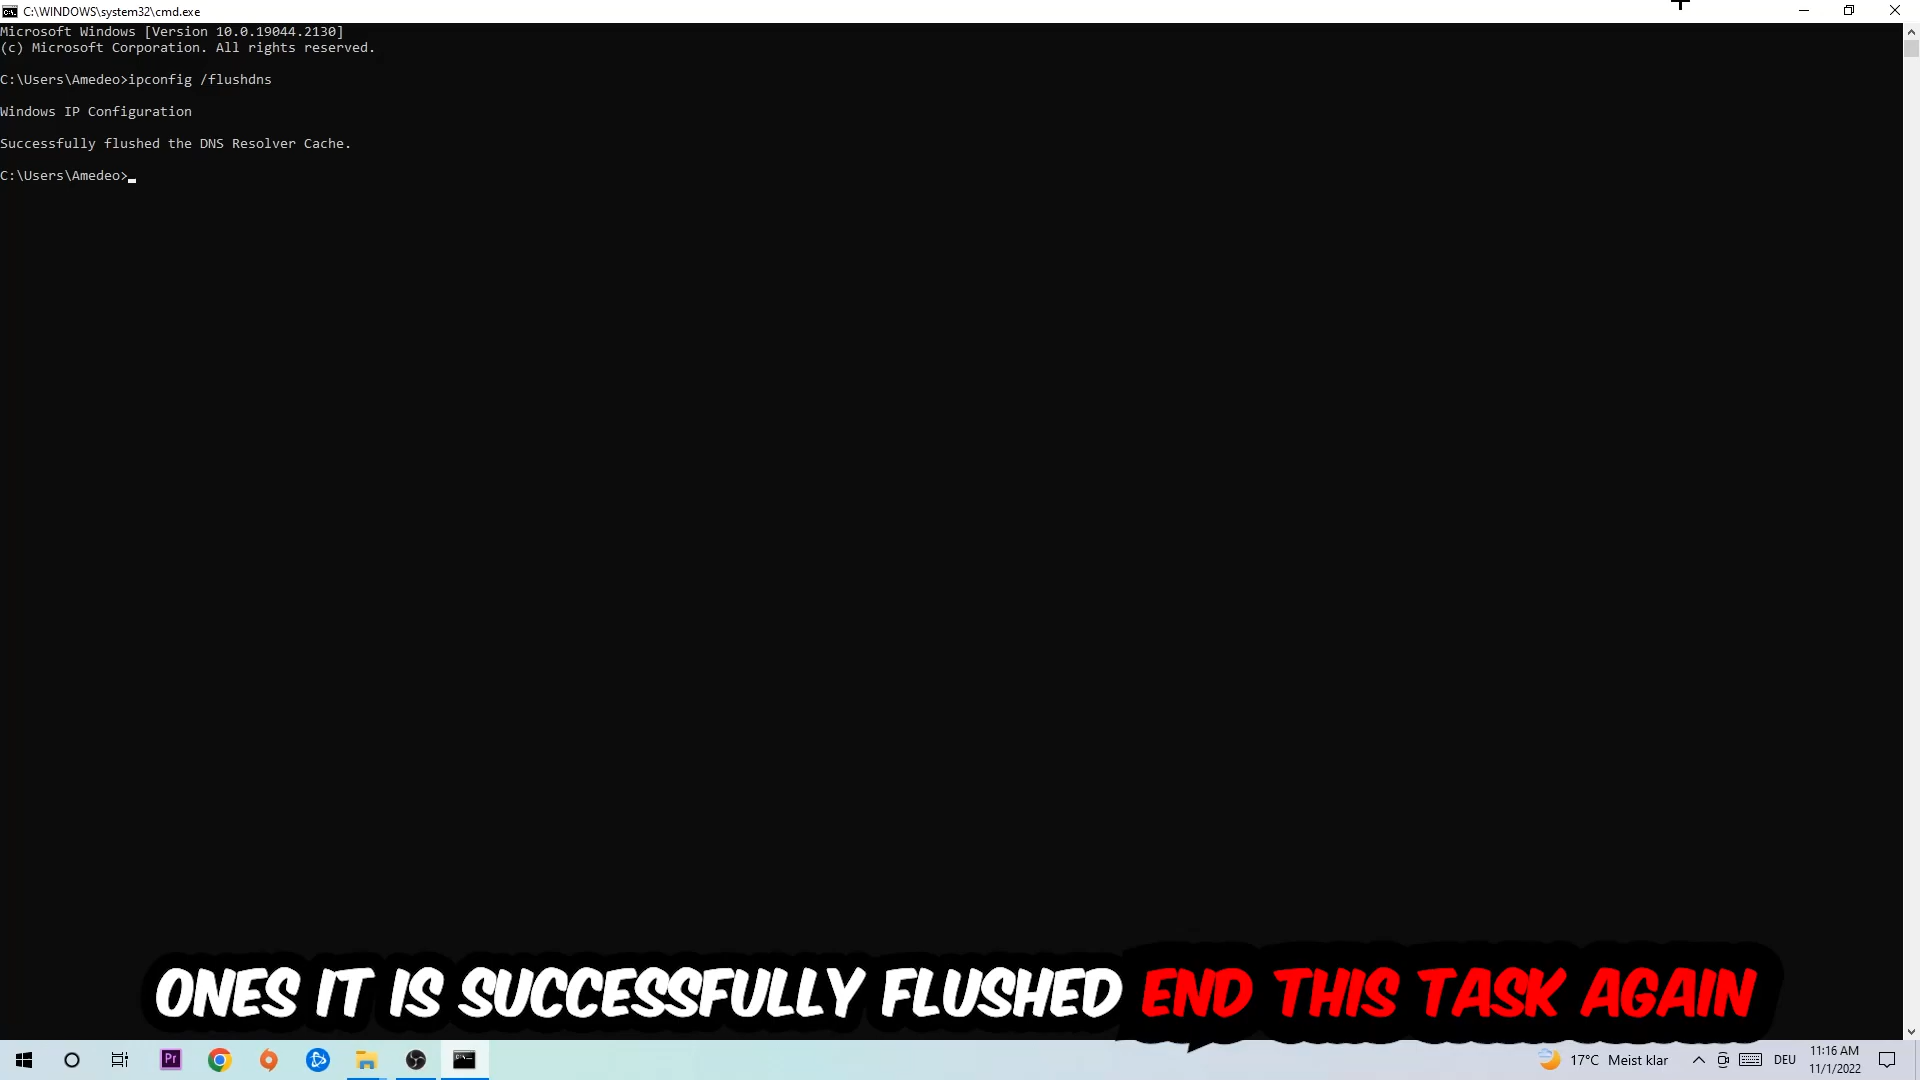 C:\WINDOWS\system32\cmd.exe
Microsoft Windows [Version 10.0.19044.2130]
(c) Microsoft Corporation. All rights reserved.
C:\Users\Amedeo>ipconfig /flushdns
Windows IP Configuration
Successfully flushed the DNS Resolver Cache.
C:\Users\Amedeo>
ONES IT IS SUCCESSFULLY FLUSHED END THIS TASK AGAIN
Pr
17°C Meist klar
DEU
11:16 AM
11/1/2022